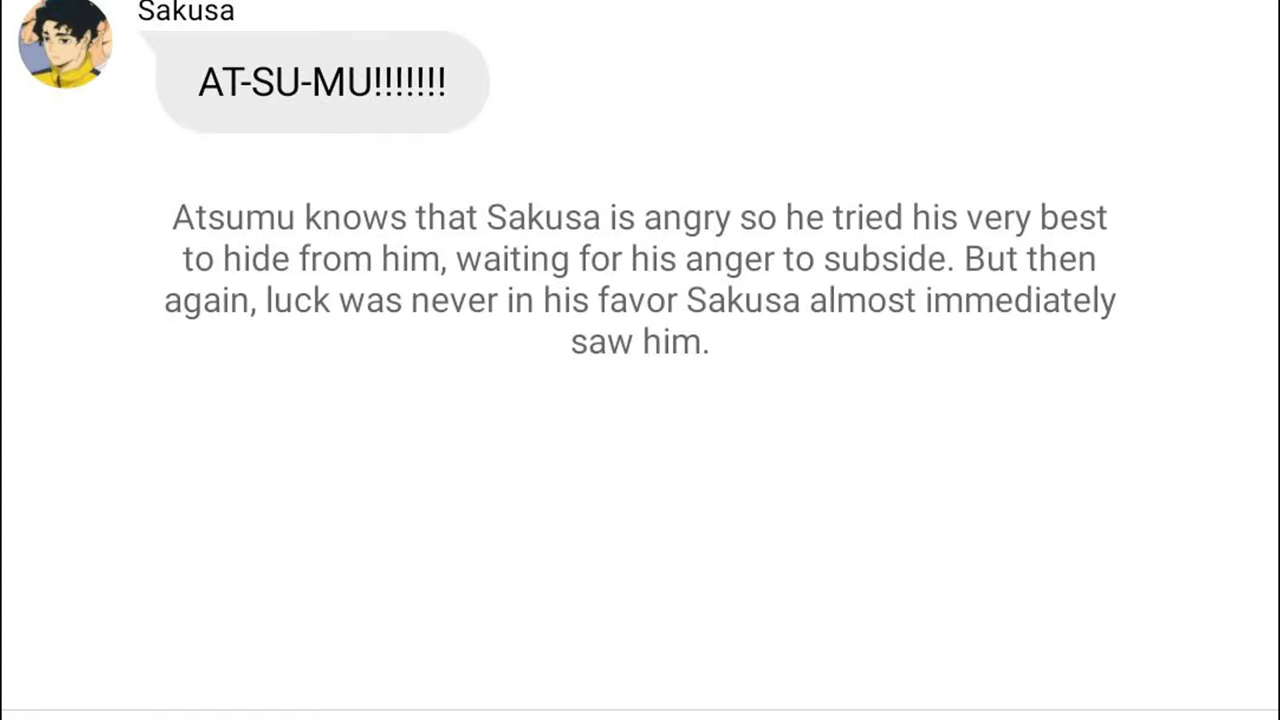 Sakusa
AT-SU-MU!!!!!!!
Atsumu knows that Sakusa is angry so he tried his very best
to hide from him, waiting for his anger to subside. But then
again, luck was never in his favor Sakusa almost immediately
saw him.